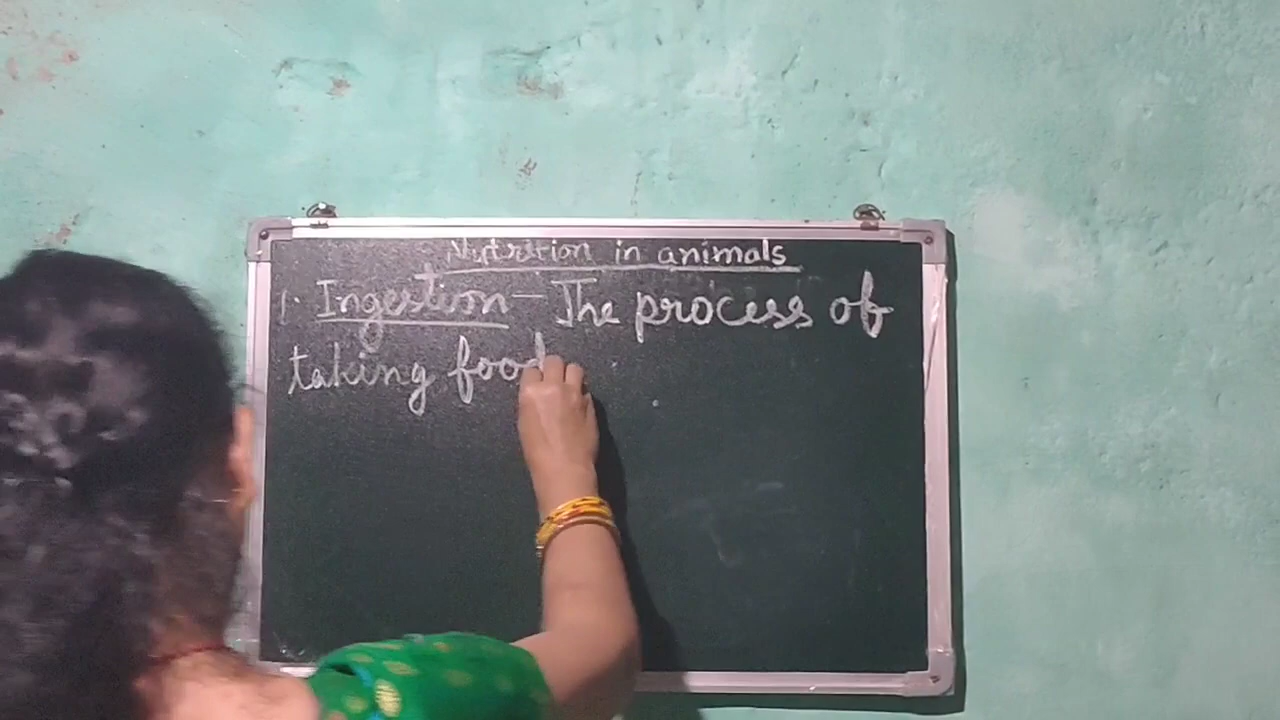 Nutrition in animals
1. Ingestion - The process of
taking food